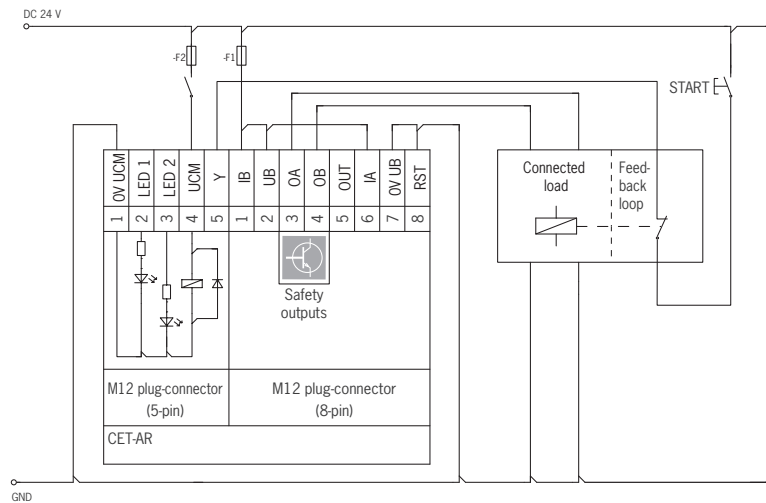 DC 24 V
-F2
-F1
START
0V UCM
LED 1
LED 2
UCM
Y
IB
UB
OA
OB
OUT
IA
0V UB
RST
1
2
3
4
5
1
2
3
4
5
6
7
8
Connected
load
Feed-
back
loop
Safety
outputs
M12 plug-connector
(5-pin)
M12 plug-connector
(8-pin)
CET-AR
GND